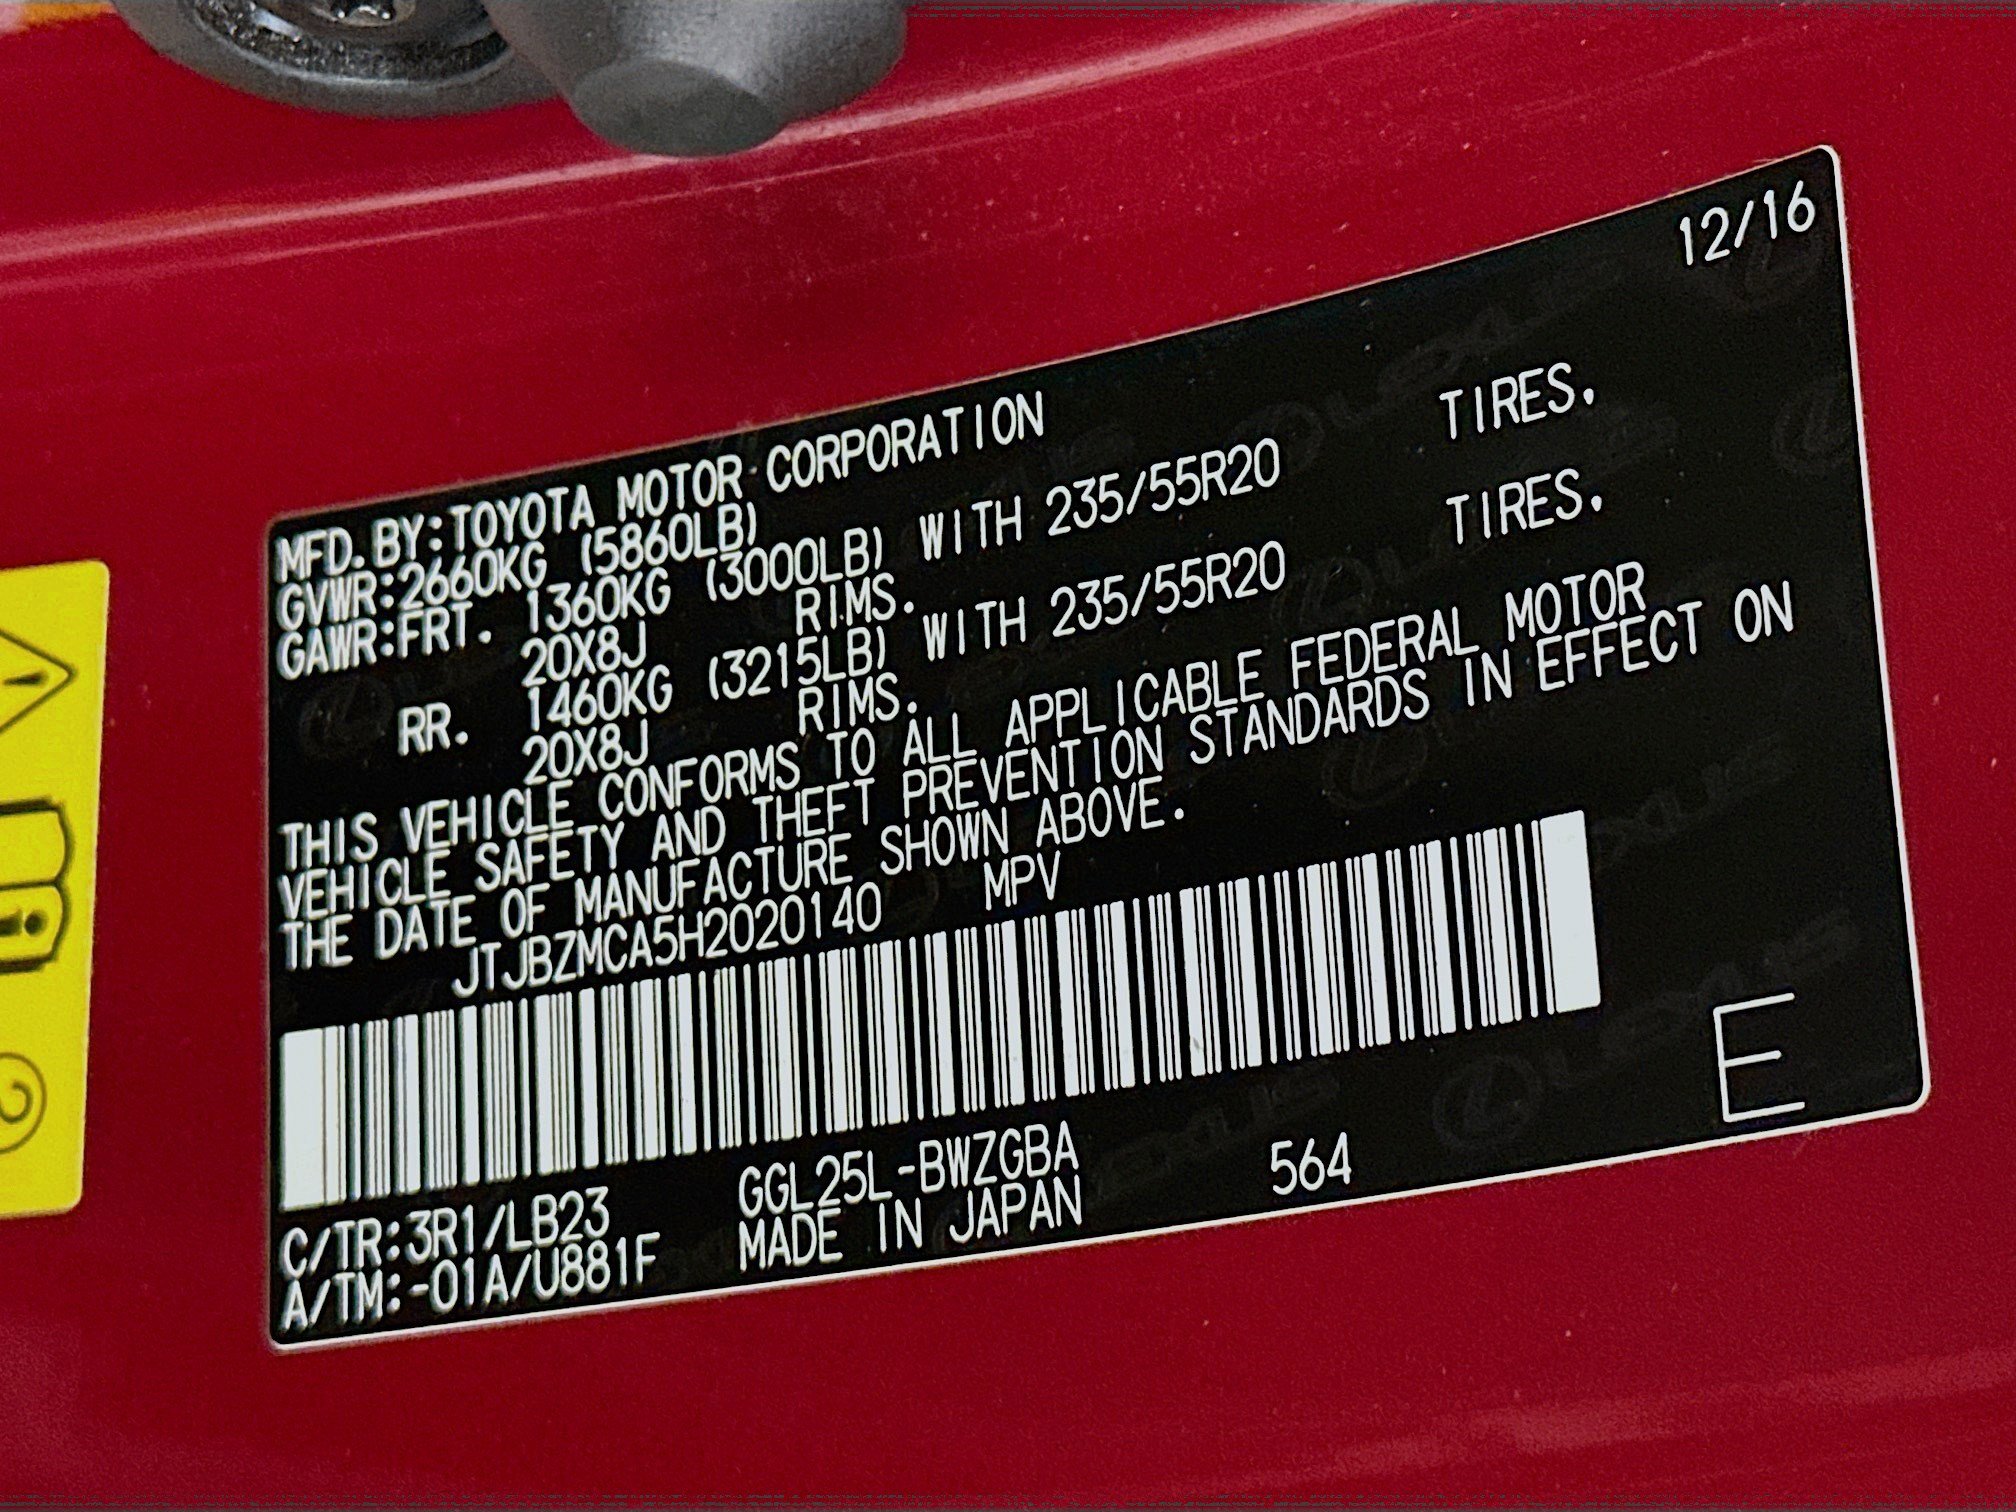 12/16
MFD.BY:TOYOTA MOTOR CORPORATION
GVWR:2660KG (5860LB)
GAWR:FRT. 1360KG (3000LB) WITH 235/55R20 TIRES.
20X8J RIMS.
RR. 1460KG (3215LB) WITH 235/55R20 TIRES.
20X8J RIMS.
THIS VEHICLE CONFORMS TO ALL APPLICABLE FEDERAL MOTOR
VEHICLE SAFETY AND THEFT PREVENTION STANDARDS IN EFFECT ON
THE DATE OF MANUFACTURE SHOWN ABOVE.
JTJBZMCA5H2020140 MPV
C/TR:3R1/LB23 GGL25L-BWZGBA 564 E
A/TM:-01A/U881F MADE IN JAPAN
2